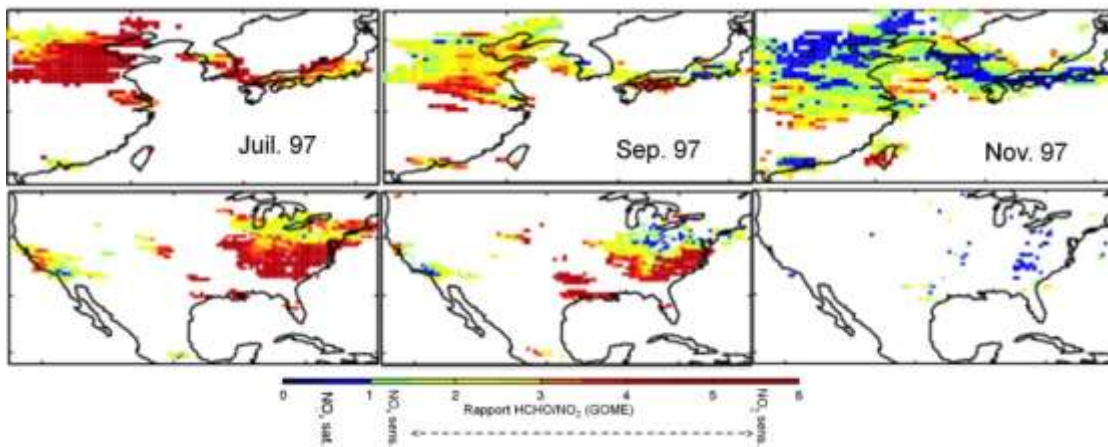 Juil. 97
Sep. 97
Nov. 97
0 1 2 3 4 5 6
Rapport HCHO/NO₂ (GOME)
NOₓ sat.
NOₓ sens.
NO₂ sens.